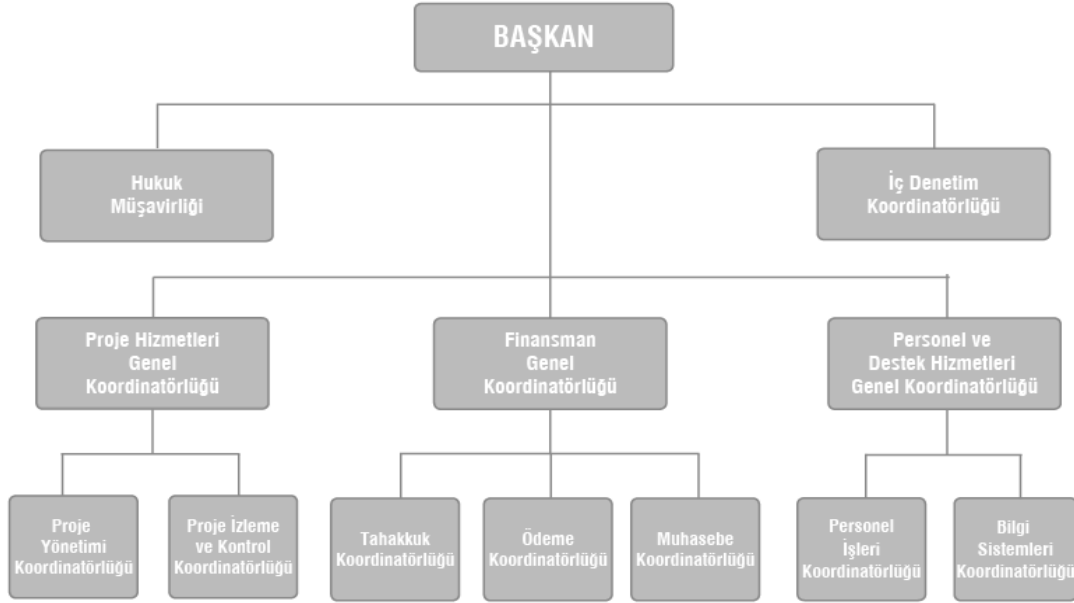 BAŞKAN
Hukuk
Müşavirliği
İç Denetim
Koordinatörlüğü
Proje Hizmetleri
Genel
Koordinatörlüğü
Finansman
Genel
Koordinatörlüğü
Personel ve
Destek Hizmetleri
Genel Koordinatörlüğü
Proje
Yönetimi
Koordinatörlüğü
Proje İzleme
ve Kontrol
Koordinatörlüğü
Tahakkuk
Koordinatörlüğü
Ödeme
Koordinatörlüğü
Muhasebe
Koordinatörlüğü
Personel
İşleri
Koordinatörlüğü
Bilgi
Sistemleri
Koordinatörlüğü